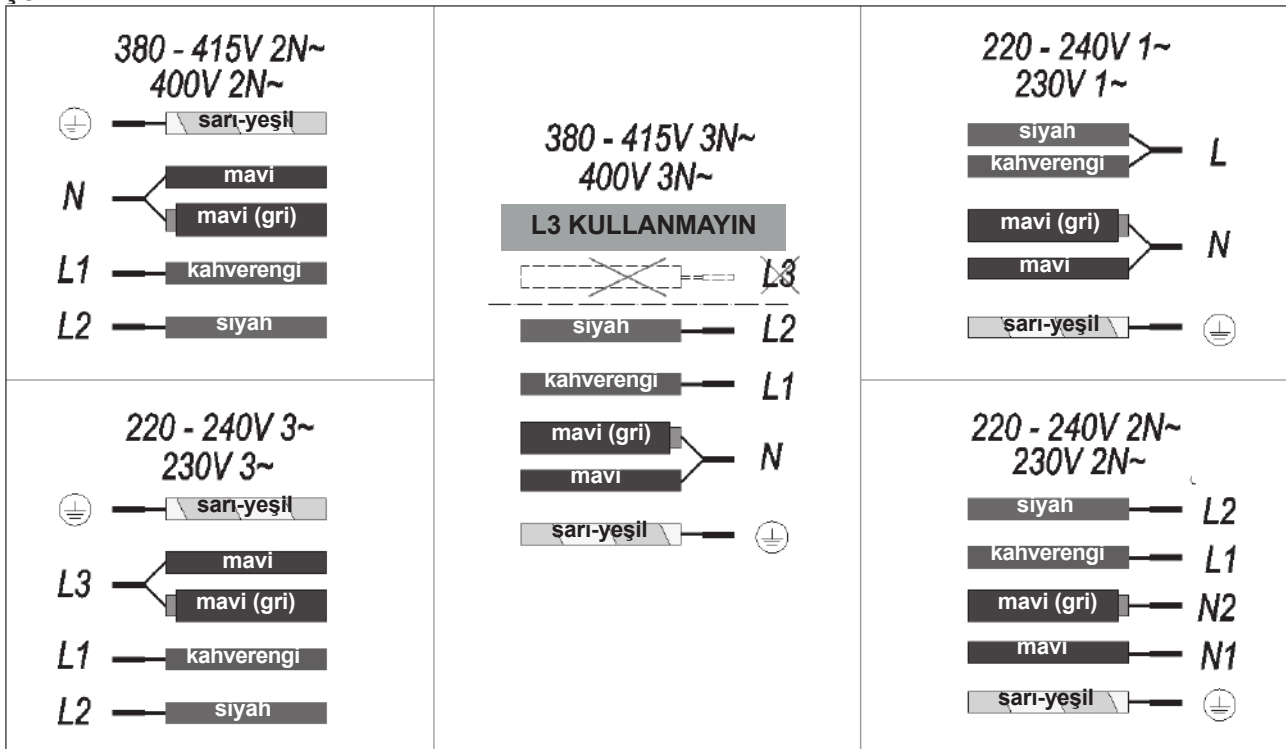 380 - 415V 2N~
400V 2N~
sarı-yeşil
N
mavi
mavi (gri)
L1
kahverengi
L2
siyah
220 - 240V 3~
230V 3~
sarı-yeşil
L3
mavi
mavi (gri)
L1
kahverengi
L2
siyah
380 - 415V 3N~
400V 3N~
L3 KULLANMAYIN
L3
siyah
L2
kahverengi
L1
mavi (gri)
N
mavi
sarı-yeşil
220 - 240V 1~
230V 1~
siyah
L
kahverengi
mavi (gri)
N
mavi
sarı-yeşil
220 - 240V 2N~
230V 2N~
siyah
L2
kahverengi
L1
mavi (gri)
N2
mavi
N1
sarı-yeşil